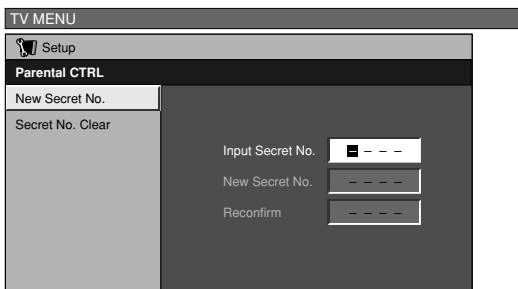 TV MENU
Setup
Parental CTRL
New Secret No.
Secret No. Clear
Input Secret No. – – – –
New Secret No. – – – –
Reconfirm – – – –